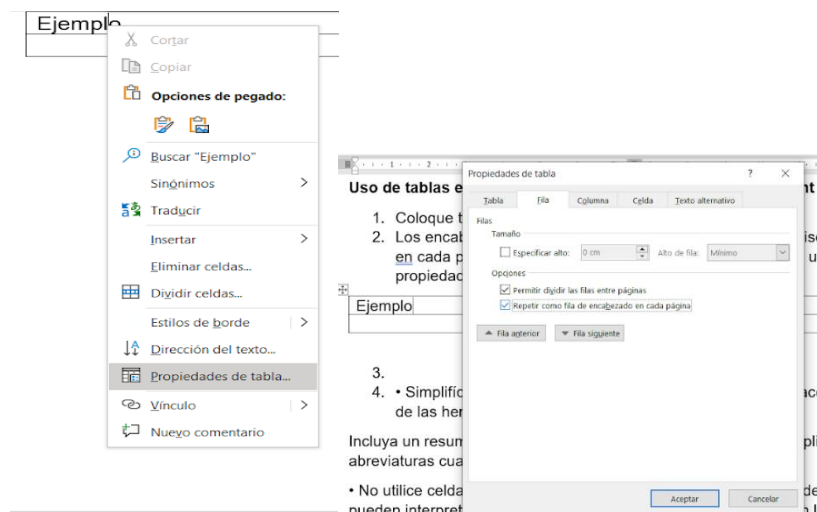 Ejemplo
Cortar
Copiar
Opciones de pegado:
Buscar "Ejemplo"
Sinónimos
Traducir
Insertar
Eliminar celdas...
Dividir celdas...
Estilos de borde
Dirección del texto...
Propiedades de tabla...
Vínculo
Nuevo comentario
1 2
Uso de tablas e
1. Coloque t
2. Los encab
en cada p
propiedad
Ejemplo
3.
4. • Simplific
de las her
Incluya un resum
abreviaturas cua
• No utilice celda
pueden interpret
Propiedades de tabla ?
Tabla Fila Columna Celda Texto alternativo
Filas
Tamaño
Especificar alto: 0 cm Alto de fila: Mínimo
Opciones
Permitir dividir las filas entre páginas
Repetir como fila de encabezado en cada página
Fila anterior Fila siguiente
Aceptar Cancelar